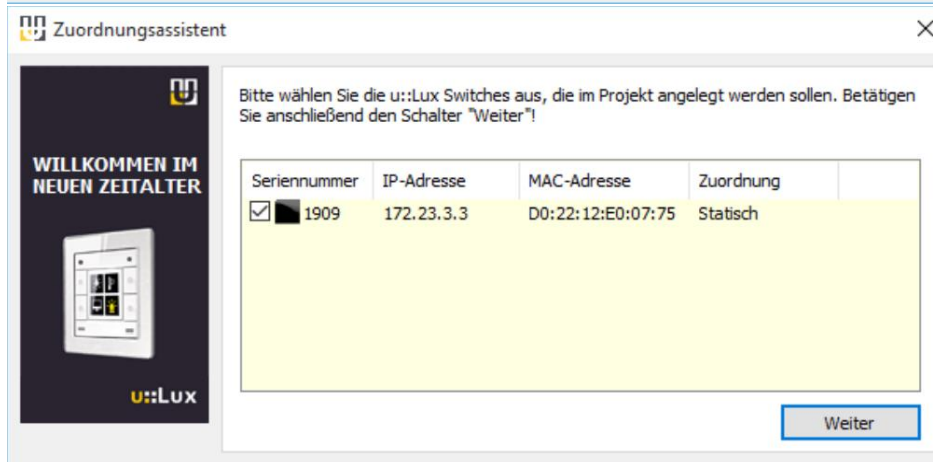 Zuordnungsassistent
WILLKOMMEN IM
NEUEN ZEITALTER
u::Lux
Bitte wählen Sie die u::Lux Switches aus, die im Projekt angelegt werden sollen. Betätigen
Sie anschließend den Schalter "Weiter"!
Seriennummer IP-Adresse MAC-Adresse Zuordnung
1909 172.23.3.3 D0:22:12:E0:07:75 Statisch
Weiter